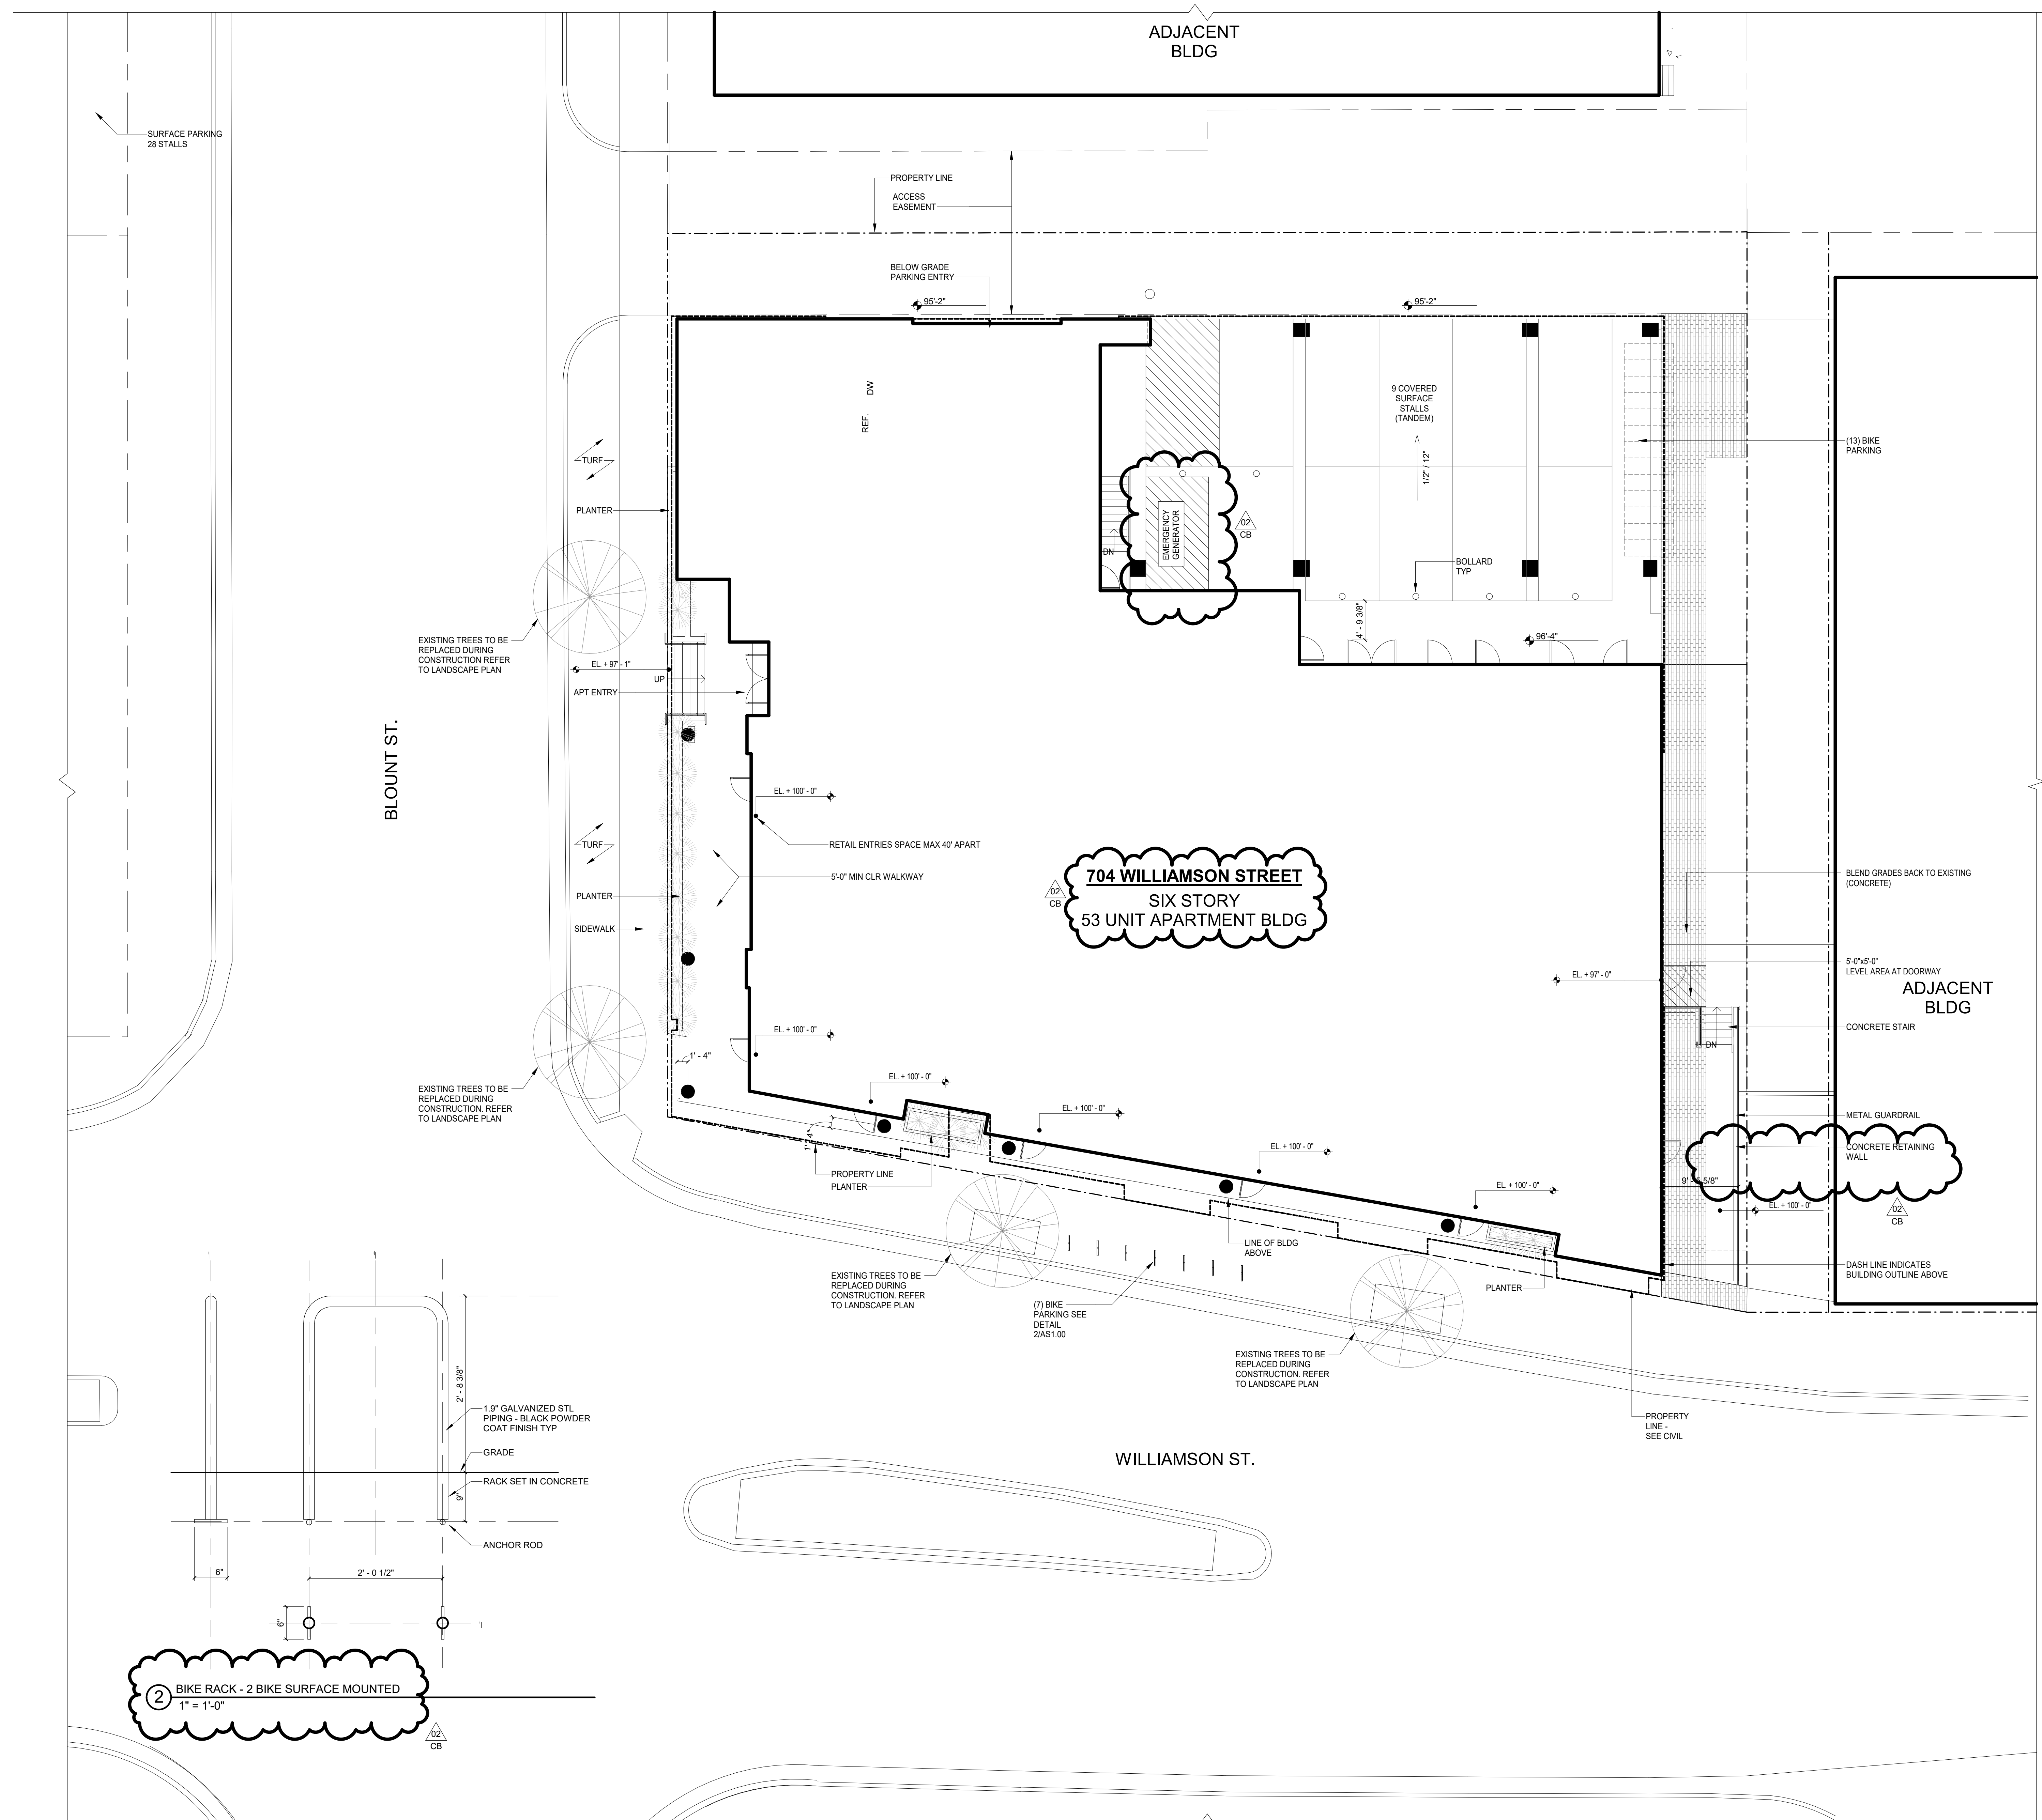 ADJACENT
BLDG
SURFACE PARKING
28 STALLS
PROPERTY LINE
ACCESS
EASEMENT
BELOW GRADE
PARKING ENTRY
95'-2"
95'-2"
REF.
DW
9 COVERED
SURFACE
STALLS
(TANDEM)
1/2" / 12"
(13) BIKE
PARKING
TURF
PLANTER
EMERGENCY
GENERATOR
02
CB
DN
BOLLARD
TYP
4' - 9 3/8"
96'-4"
EXISTING TREES TO BE
REPLACED DURING
CONSTRUCTION REFER
TO LANDSCAPE PLAN
EL. + 97' - 1"
UP
APT ENTRY
BLOUNT ST.
EL. + 100' - 0"
RETAIL ENTRIES SPACE MAX 40' APART
5'-0" MIN CLR WALKWAY
TURF
PLANTER
SIDEWALK
704 WILLIAMSON STREET
SIX STORY
53 UNIT APARTMENT BLDG
02
CB
BLEND GRADES BACK TO EXISTING
(CONCRETE)
EL. + 97' - 0"
5'-0"x5'-0"
LEVEL AREA AT DOORWAY
ADJACENT
BLDG
CONCRETE STAIR
DN
EL. + 100' - 0"
1' - 4"
EXISTING TREES TO BE
REPLACED DURING
CONSTRUCTION. REFER
TO LANDSCAPE PLAN
EL. + 100' - 0"
EL. + 100' - 0"
EL. + 100' - 0"
EL. + 100' - 0"
1' - 4"
PROPERTY LINE
PLANTER
METAL GUARDRAIL
CONCRETE RETAINING
WALL
5/8"
EL. + 100' - 0"
02
CB
LINE OF BLDG
ABOVE
DASH LINE INDICATES
BUILDING OUTLINE ABOVE
PLANTER
EXISTING TREES TO BE
REPLACED DURING
CONSTRUCTION. REFER
TO LANDSCAPE PLAN
(7) BIKE
PARKING SEE
DETAIL
2/AS1.00
EXISTING TREES TO BE
REPLACED DURING
CONSTRUCTION. REFER
TO LANDSCAPE PLAN
PROPERTY
LINE -
SEE CIVIL
WILLIAMSON ST.
2' - 8 3/8"
1.9" GALVANIZED STL
PIPING - BLACK POWDER
COAT FINISH TYP
GRADE
RACK SET IN CONCRETE
9"
ANCHOR ROD
6"
2' - 0 1/2"
6"
2
BIKE RACK - 2 BIKE SURFACE MOUNTED
1" = 1'-0"
02
CB